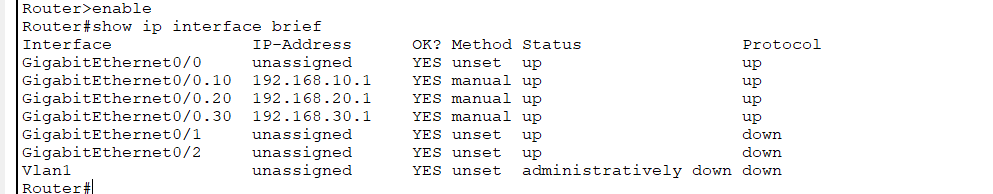 Router>enable
Router#show ip interface brief
Interface IP-Address OK? Method Status Protocol
GigabitEthernet0/0 unassigned YES unset up up
GigabitEthernet0/0.10 192.168.10.1 YES manual up up
GigabitEthernet0/0.20 192.168.20.1 YES manual up up
GigabitEthernet0/0.30 192.168.30.1 YES manual up up
GigabitEthernet0/1 unassigned YES unset up down
GigabitEthernet0/2 unassigned YES unset up down
Vlan1 unassigned YES unset administratively down down
Router#